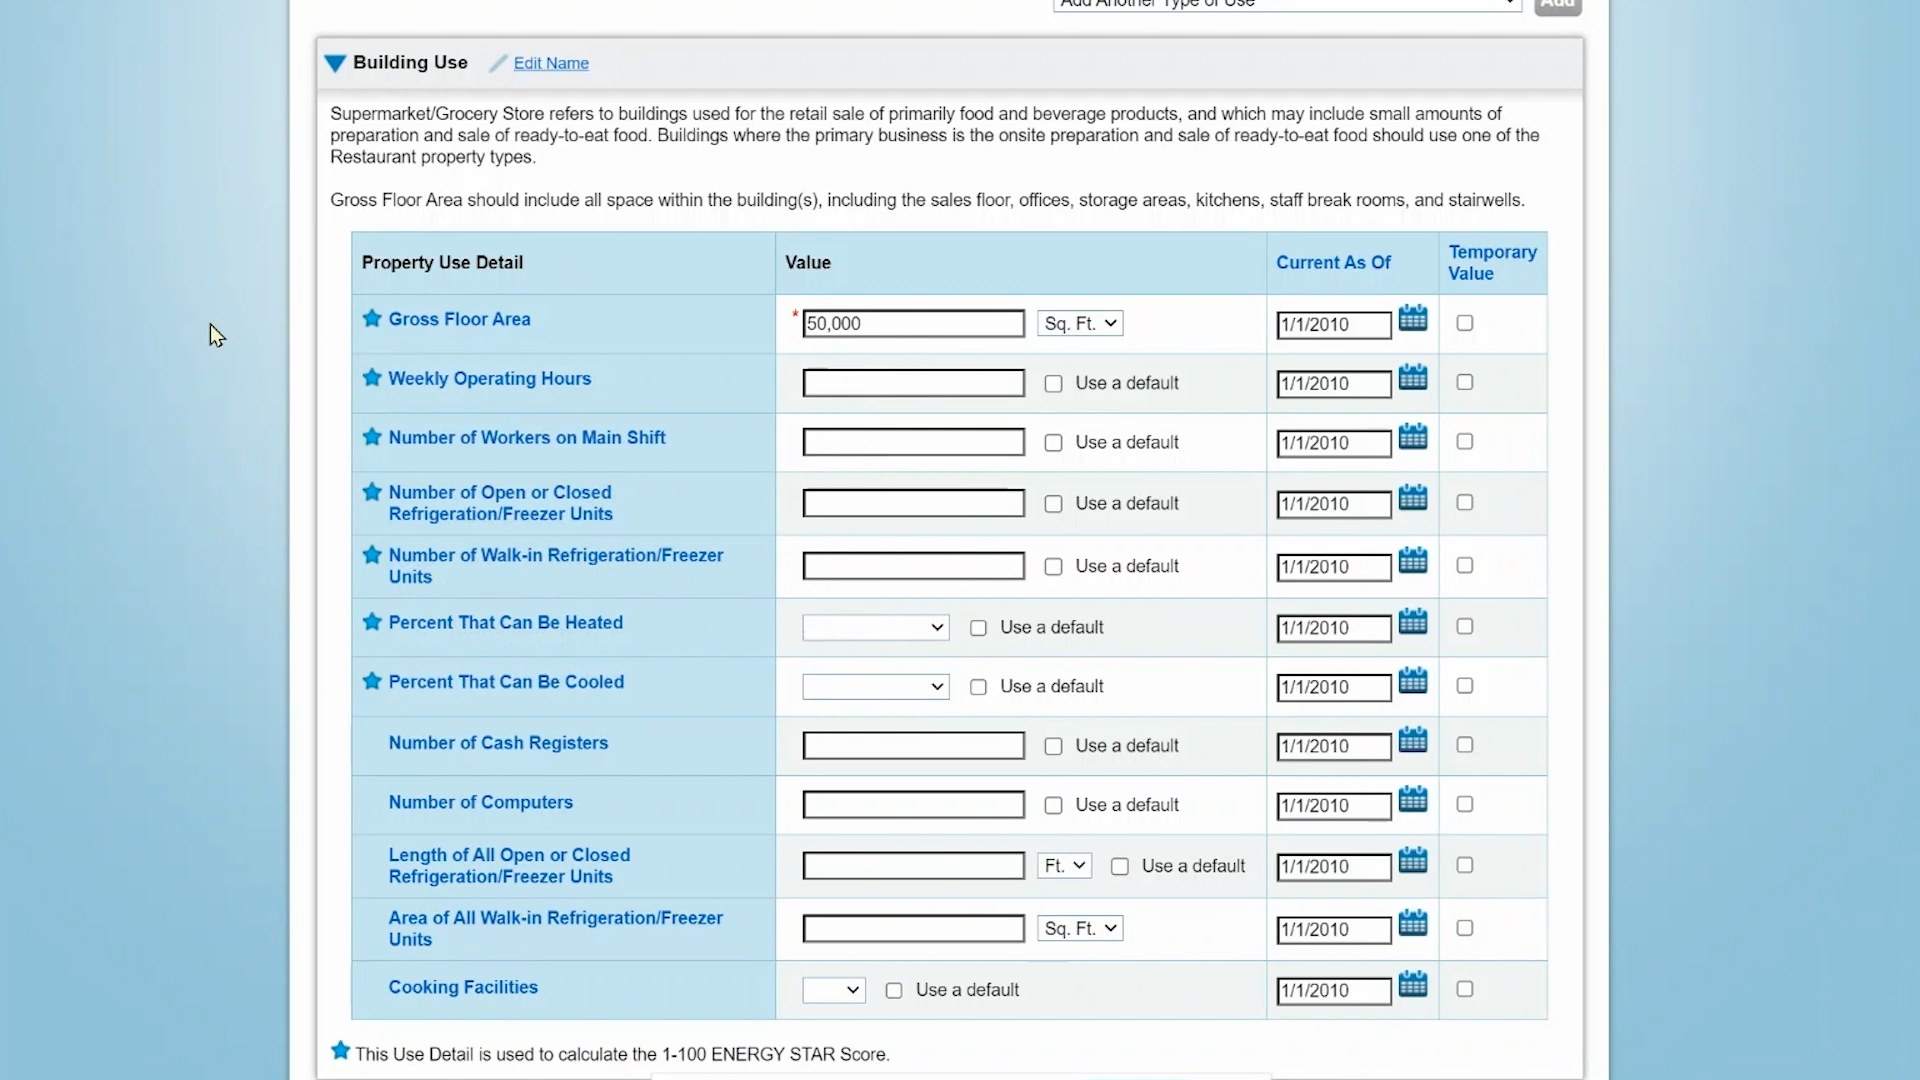 Add Another Type of Use Add
Building Use Edit Name
Supermarket/Grocery Store refers to buildings used for the retail sale of primarily food and beverage products, and which may include small amounts of
preparation and sale of ready-to-eat food. Buildings where the primary business is the onsite preparation and sale of ready-to-eat food should use one of the
Restaurant property types.
Gross Floor Area should include all space within the building(s), including the sales floor, offices, storage areas, kitchens, staff break rooms, and stairwells.
Property Use Detail Value Current As Of Temporary
Value
Gross Floor Area * 50,000 Sq. Ft. 1/1/2010
Weekly Operating Hours Use a default 1/1/2010
Number of Workers on Main Shift Use a default 1/1/2010
Number of Open or Closed
Refrigeration/Freezer Units Use a default 1/1/2010
Number of Walk-in Refrigeration/Freezer
Units Use a default 1/1/2010
Percent That Can Be Heated Use a default 1/1/2010
Percent That Can Be Cooled Use a default 1/1/2010
Number of Cash Registers Use a default 1/1/2010
Number of Computers Use a default 1/1/2010
Length of All Open or Closed
Refrigeration/Freezer Units Ft. Use a default 1/1/2010
Area of All Walk-in Refrigeration/Freezer
Units Sq. Ft. 1/1/2010
Cooking Facilities Use a default 1/1/2010
This Use Detail is used to calculate the 1-100 ENERGY STAR Score.